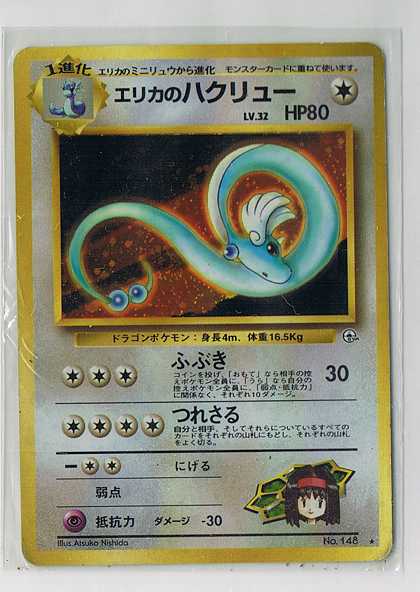 1進化
エリカのミニリュウから進化 モンスターカードに重ねて使います。
エリカのハクリュー
LV.32 HP80
ドラゴンポケモン：身長4m、体重16.5Kg
ふぶき 30
コインを投げ、「おもて」なら相手の控
えポケモン全員に、「うら」なら自分の
控えポケモン全員に、「弱点・抵抗力」
に関係なく、それぞれ10ダメージ。
つれさる
自分と相手、そしてそれらについているすべての
カードをそれぞれの山札にもどし、それぞれの山札
をよく切る。
にげる
弱点
抵抗力 ダメージ -30
Illus.Atsuko Nishida
No.148